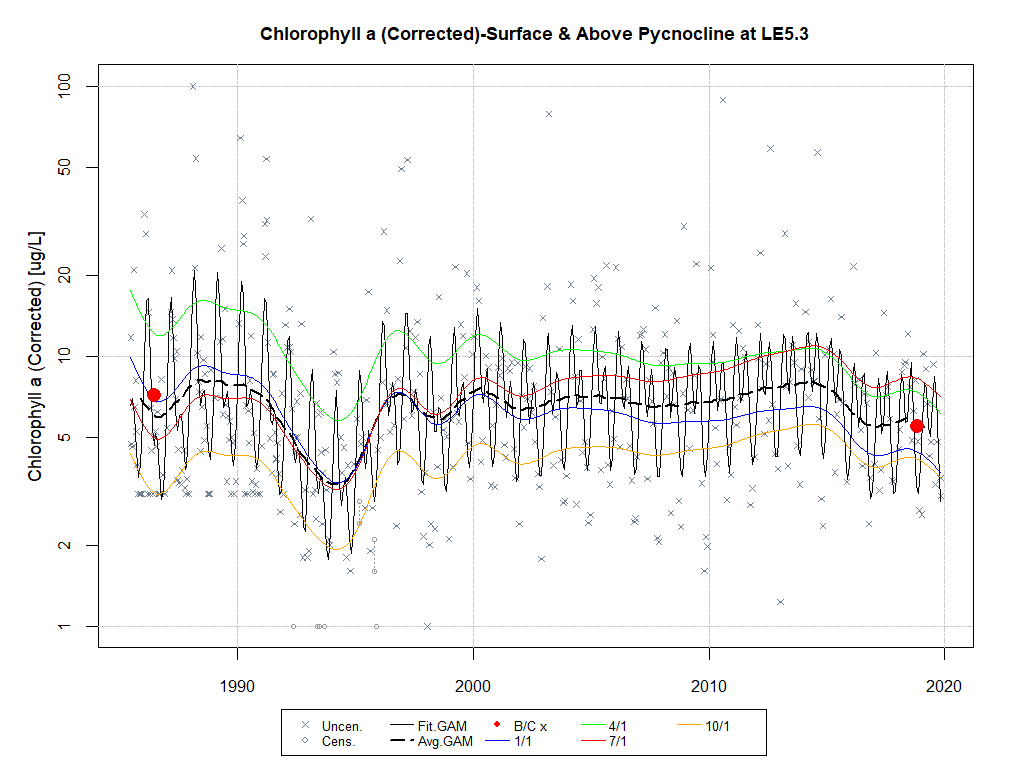 Chlorophyll a (Corrected)-Surface & Above Pycnocline at LE5.3
Chlorophyll a (Corrected) [ug/L]
100
50
20
10
5
2
1
1990 2000 2010 2020
Uncen. Fit.GAM B/C x 4/1 10/1
Cens. Avg.GAM 1/1 7/1